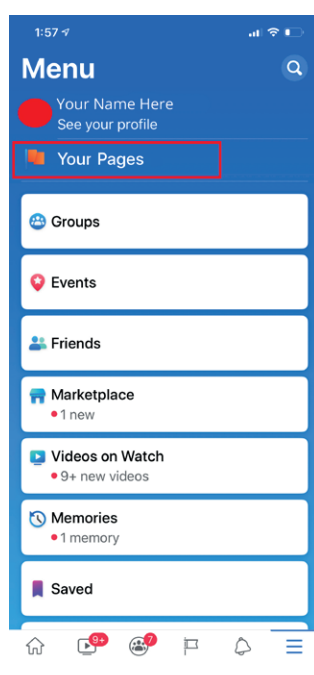 1:57
Menu
Your Name Here
See your profile
Your Pages
Groups
Events
Friends
Marketplace
1 new
Videos on Watch
9+ new videos
Memories
1 memory
Saved
9+ 7